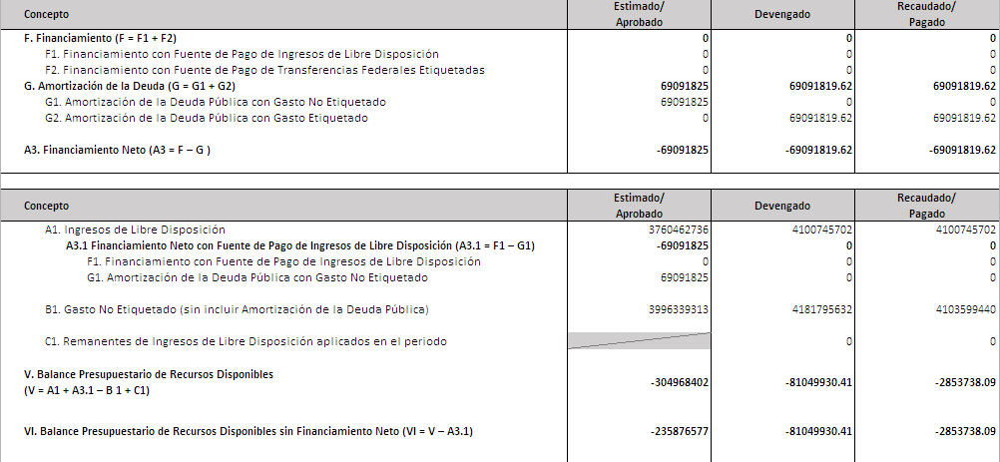 Concepto Estimado/ Aprobado Devengado Recaudado/ Pagado
F. Financiamiento (F = F1 + F2) 0 0 0
F1. Financiamiento con Fuente de Pago de Ingresos de Libre Disposición 0 0 0
F2. Financiamiento con Fuente de Pago de Transferencias Federales Etiquetadas 0 0 0
G. Amortización de la Deuda (G = G1 + G2) 69091825 69091819.62 69091819.62
G1. Amortización de la Deuda Pública con Gasto No Etiquetado 69091825 0 0
G2. Amortización de la Deuda Pública con Gasto Etiquetado 0 69091819.62 69091819.62
A3. Financiamiento Neto (A3 = F – G ) -69091825 -69091819.62 -69091819.62
Concepto Estimado/ Aprobado Devengado Recaudado/ Pagado
A1. Ingresos de Libre Disposición 3760462736 4100745702 4100745702
A3.1 Financiamiento Neto con Fuente de Pago de Ingresos de Libre Disposición (A3.1 = F1 – G1) -69091825 0 0
F1. Financiamiento con Fuente de Pago de Ingresos de Libre Disposición 0 0 0
G1. Amortización de la Deuda Pública con Gasto No Etiquetado 69091825 0 0
B1. Gasto No Etiquetado (sin incluir Amortización de la Deuda Pública) 3996339313 4181795632 4103599440
C1. Remanentes de Ingresos de Libre Disposición aplicados en el periodo 0 0
V. Balance Presupuestario de Recursos Disponibles
(V = A1 + A3.1 – B 1 + C1) -304968402 -81049930.41 -2853738.09
VI. Balance Presupuestario de Recursos Disponibles sin Financiamiento Neto (VI = V – A3.1) -235876577 -81049930.41 -2853738.09